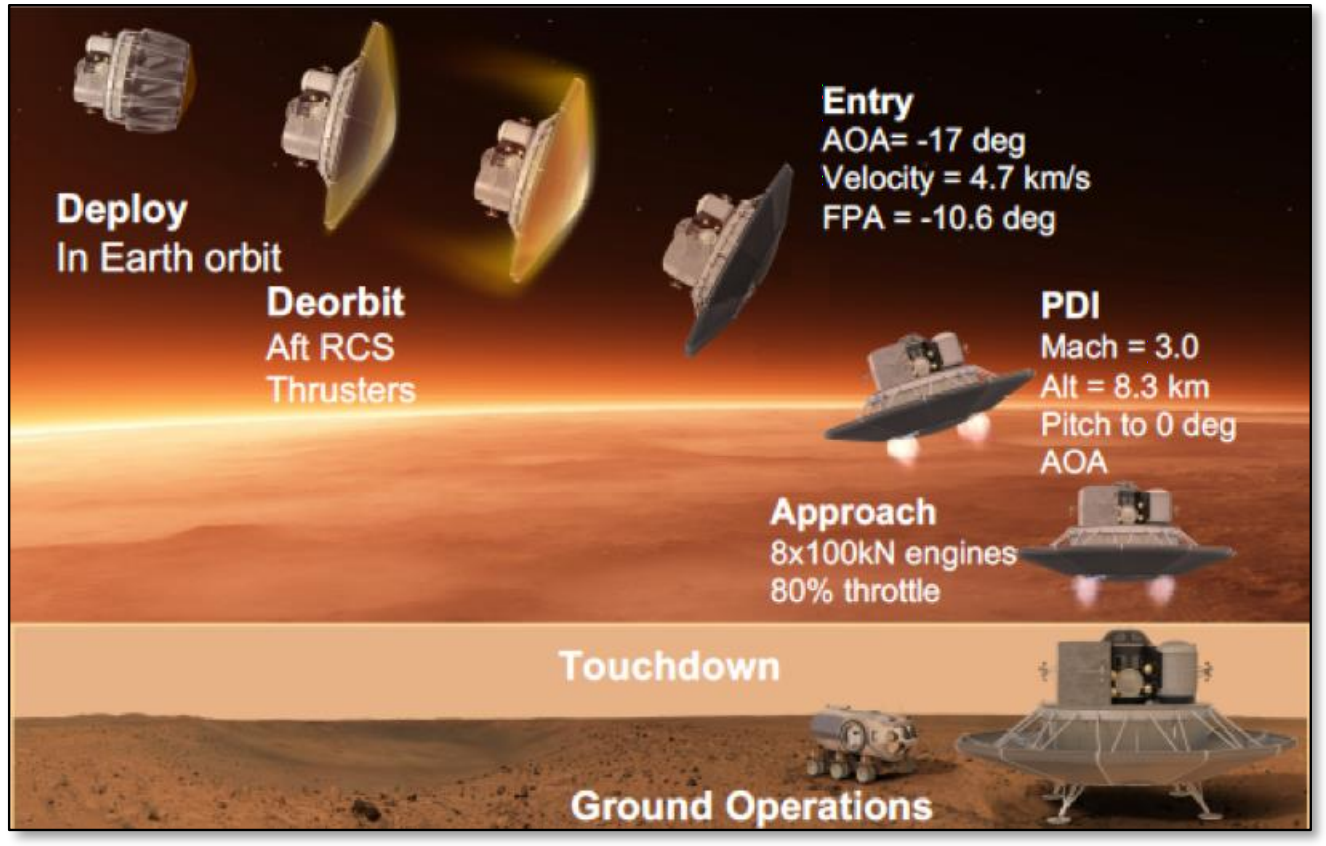 Deploy
In Earth orbit
Deorbit
Aft RCS
Thrusters
Entry
AOA= -17 deg
Velocity = 4.7 km/s
FPA = -10.6 deg
PDI
Mach = 3.0
Alt = 8.3 km
Pitch to 0 deg
AOA
Approach
8x100kN engines
80% throttle
Touchdown
Ground Operations